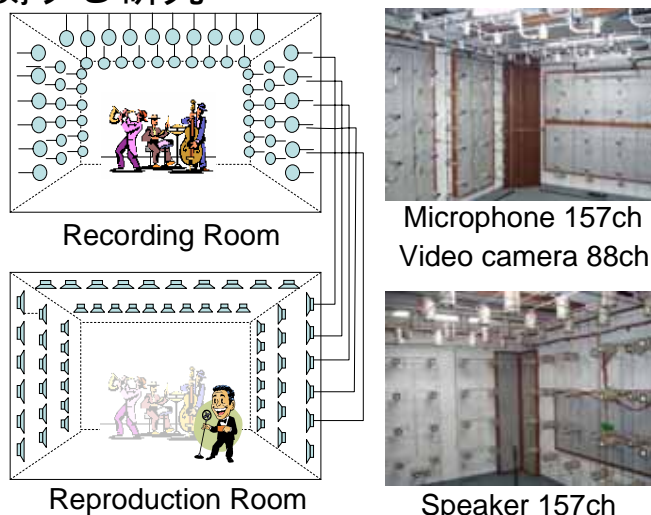 Recording Room
Microphone 157ch
Video camera 88ch
Reproduction Room
Speaker 157ch